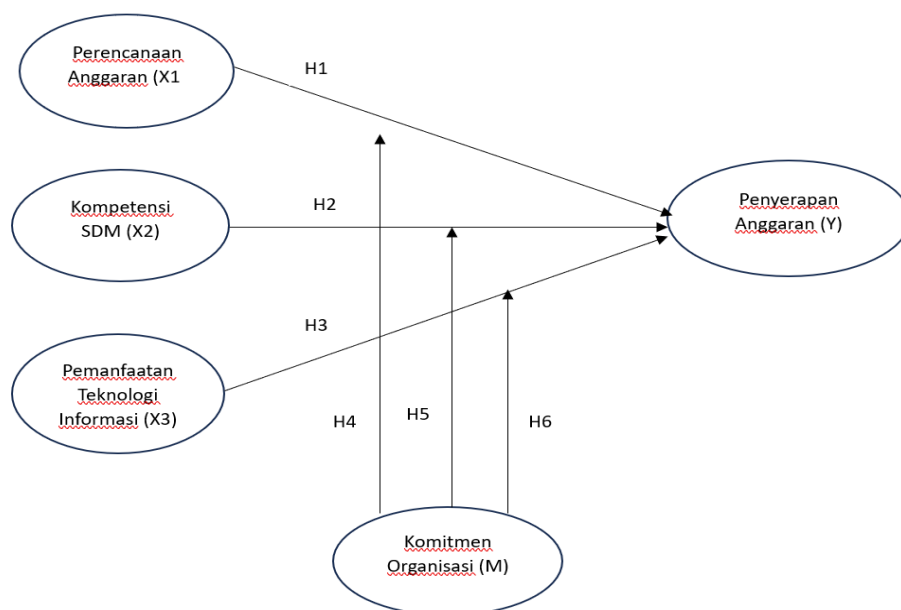 Perencanaan
Anggaran (X1
H1
Kompetensi
SDM (X2)
H2
Penyerapan
Anggaran (Y)
Pemanfaatan
Teknologi
Informasi (X3)
H3
H4
H5
H6
Komitmen
Organisasi (M)